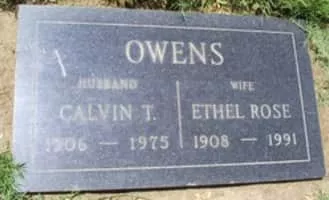 OWENS
HUSBAND WIFE
CALVIN T. ETHEL ROSE
1906 — 1975 1908 — 1991